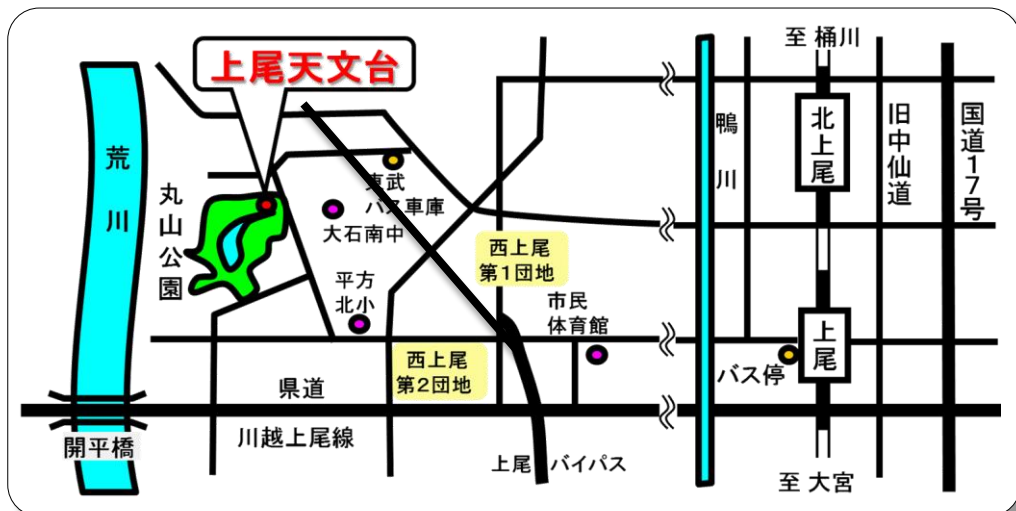 上尾天文台
至 桶川
荒川
丸山公園
東武
バス車庫
大石南中
平方
北小
西上尾
第1団地
市民
体育館
鴨川
北上尾
旧中仙道
国道17号
西上尾
第2団地
上尾
バス停
県道
川越上尾線
開平橋
上尾 バイパス
至 大宮